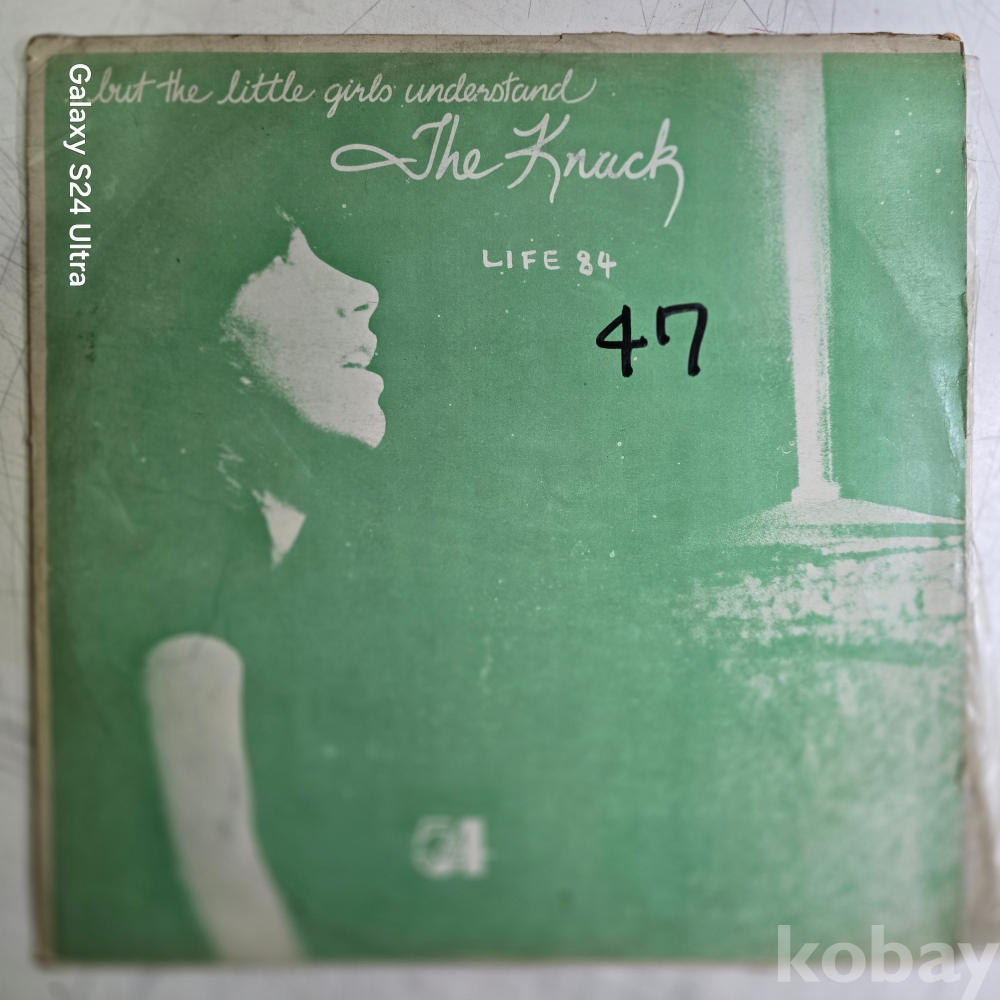 but the little girls understand
The Knack
LIFE 84
47
Galaxy S24 Ultra
kobay